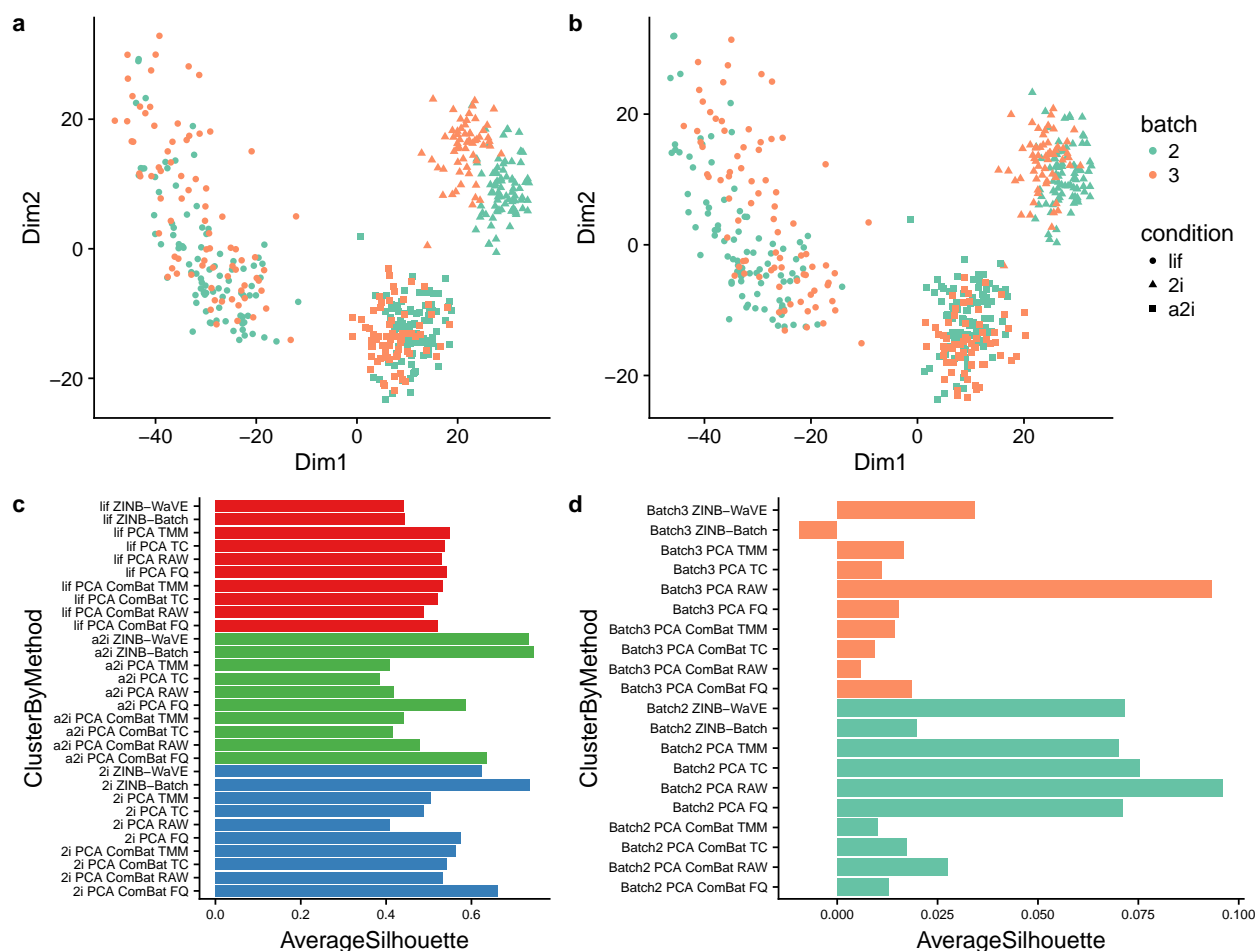 a
20
0
−20
Dim2
−40
−20
0
20
Dim1
b
20
0
−20
Dim2
−40
−20
0
20
Dim1
batch
2
3
condition
lif
2i
a2i
c
ClusterByMethod
lif ZINB−WaVE
lif ZINB−Batch
lif PCA TMM
lif PCA TC
lif PCA RAW
lif PCA FQ
lif PCA ComBat TMM
lif PCA ComBat TC
lif PCA ComBat RAW
lif PCA ComBat FQ
a2i ZINB−WaVE
a2i ZINB−Batch
a2i PCA TMM
a2i PCA TC
a2i PCA RAW
a2i PCA FQ
a2i PCA ComBat TMM
a2i PCA ComBat TC
a2i PCA ComBat RAW
a2i PCA ComBat FQ
2i ZINB−WaVE
2i ZINB−Batch
2i PCA TMM
2i PCA TC
2i PCA RAW
2i PCA FQ
2i PCA ComBat TMM
2i PCA ComBat TC
2i PCA ComBat RAW
2i PCA ComBat FQ
0.0
0.2
0.4
0.6
AverageSilhouette
d
ClusterByMethod
Batch3 ZINB−WaVE
Batch3 ZINB−Batch
Batch3 PCA TMM
Batch3 PCA TC
Batch3 PCA RAW
Batch3 PCA FQ
Batch3 PCA ComBat TMM
Batch3 PCA ComBat TC
Batch3 PCA ComBat RAW
Batch3 PCA ComBat FQ
Batch2 ZINB−WaVE
Batch2 ZINB−Batch
Batch2 PCA TMM
Batch2 PCA TC
Batch2 PCA RAW
Batch2 PCA FQ
Batch2 PCA ComBat TMM
Batch2 PCA ComBat TC
Batch2 PCA ComBat RAW
Batch2 PCA ComBat FQ
0.000
0.025
0.050
0.075
0.100
AverageSilhouette